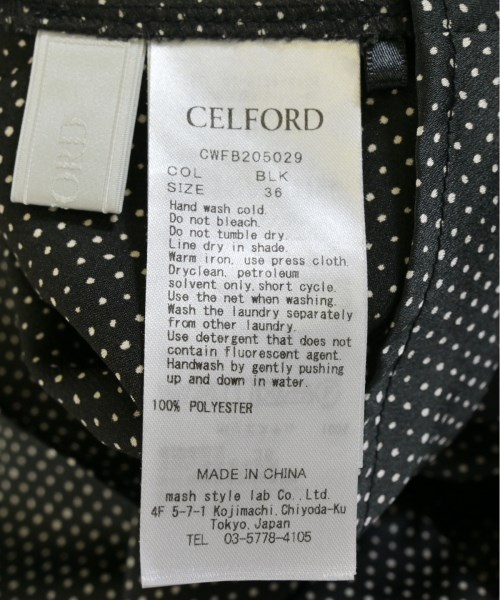 CELFORD
CWFB205029
COL BLK
SIZE 36
Hand wash cold.
Do not bleach.
Do not tumble dry.
Line dry in shade.
Warm iron, use press cloth.
Dryclean, petroleum
solvent only,short cycle.
Use the net when washing.
Wash the laundry separately
from other laundry.
Use detergent that does not
contain fluorescent agent.
Handwash by gently pushing
up and down in water.
100% POLYESTER
MADE IN CHINA
mash style lab Co., Ltd.
4F 5-7-1 Kojimachi,Chiyoda-Ku
Tokyo,Japan
TEL 03-5778-4105